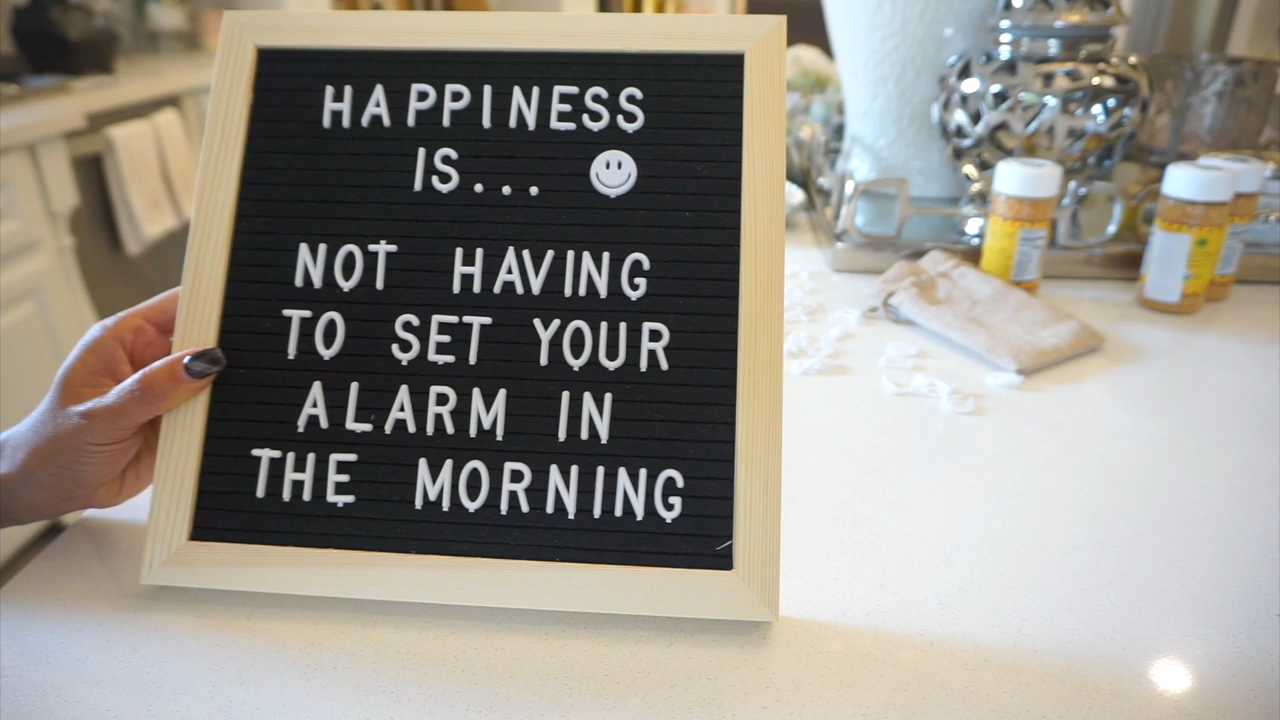 HAPPINESS
IS... 
NOT HAVING
TO SET YOUR
ALARM IN
THE MORNING